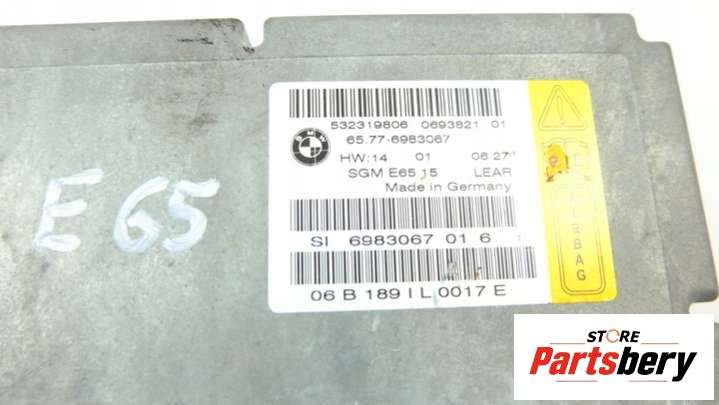 532319806 0693821 01
BMW
65.77-6983067
HW:14 01 06 27
SGM E65 15 LEAR
Made in Germany
SI 6983067 01 6
06 B 189 I L 0017 E
AIRBAG
E65
STORE
Partsbery